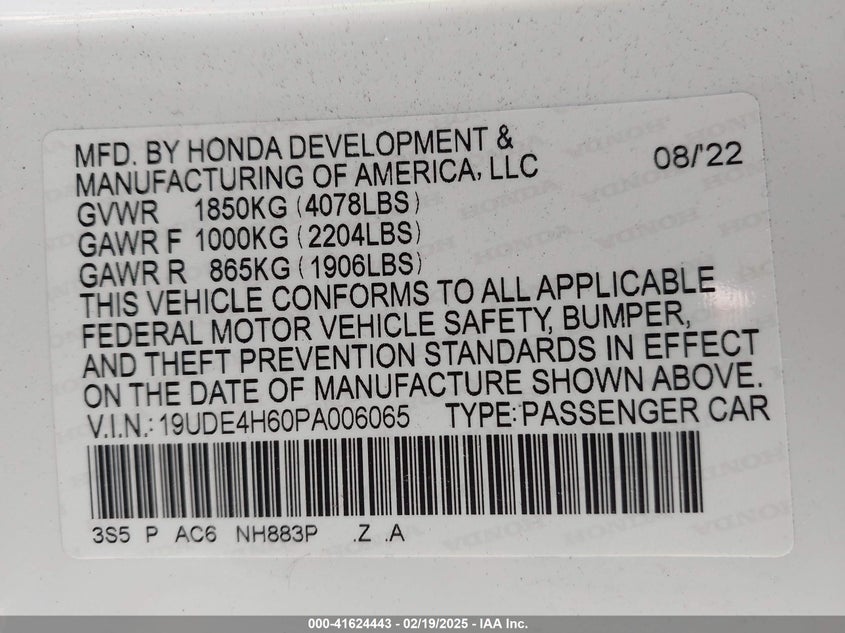 MFD. BY HONDA DEVELOPMENT &
MANUFACTURING OF AMERICA, LLC 08/'22
GVWR 1850KG (4078LBS)
GAWR F 1000KG (2204LBS)
GAWR R 865KG (1906LBS)
THIS VEHICLE CONFORMS TO ALL APPLICABLE
FEDERAL MOTOR VEHICLE SAFETY, BUMPER,
AND THEFT PREVENTION STANDARDS IN EFFECT
ON THE DATE OF MANUFACTURE SHOWN ABOVE.
V.I.N.: 19UDE4H60PA006065 TYPE: PASSENGER CAR
3S5 P AC6 NH883P .Z .A
000-41624443 - 02/19/2025 - IAA Inc.